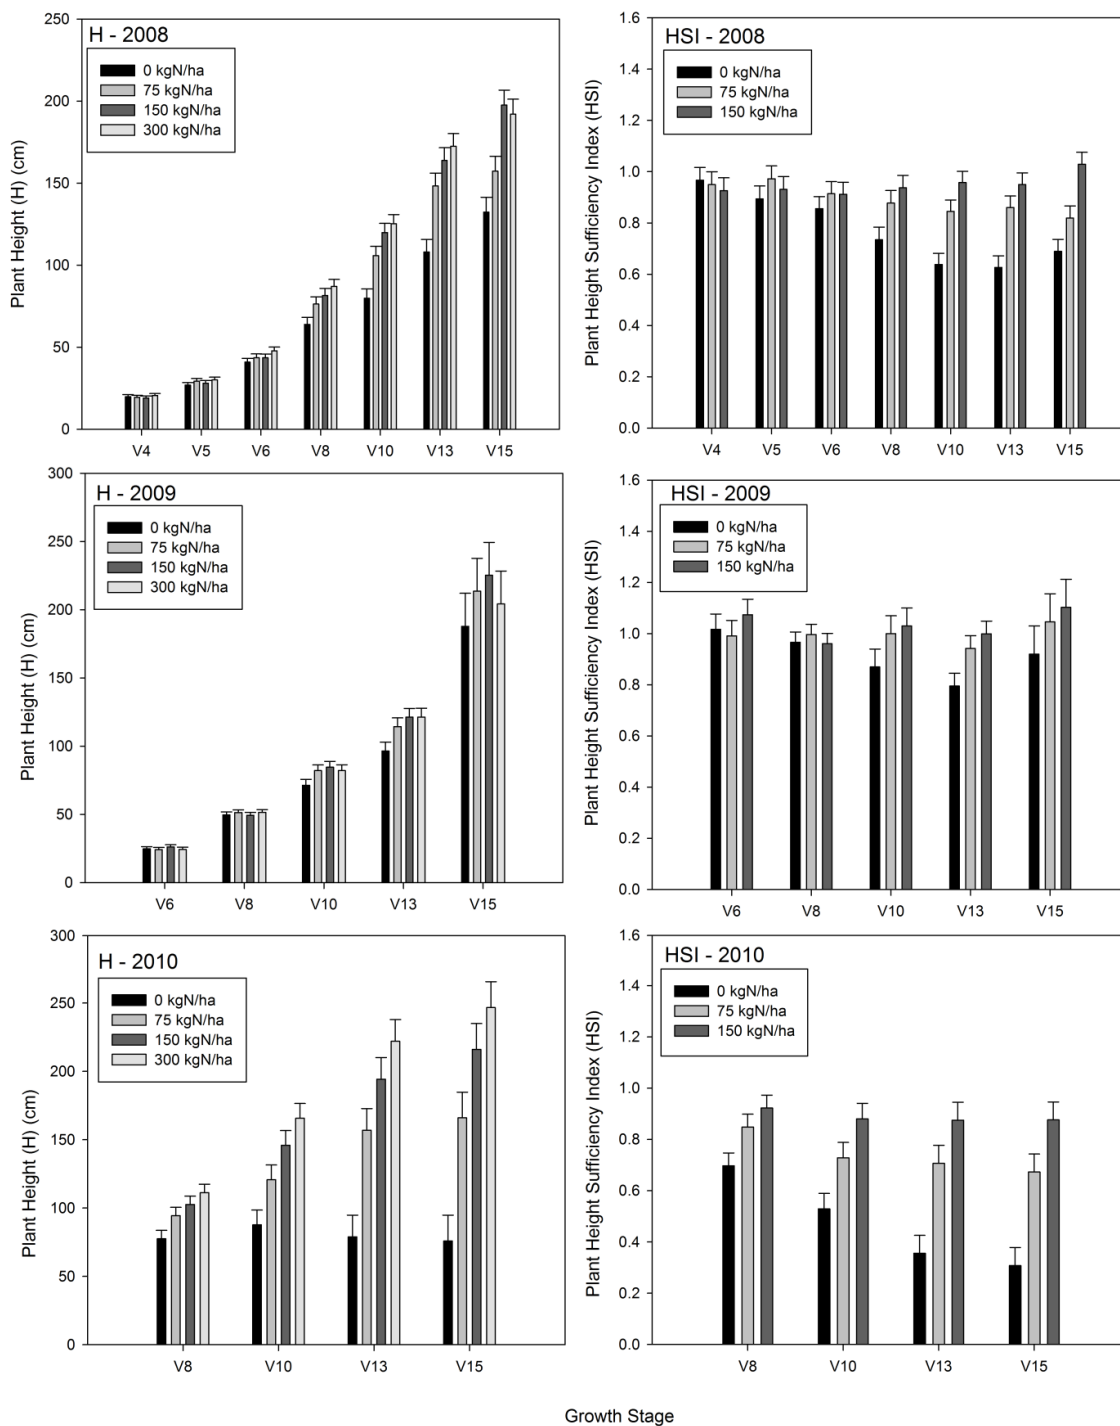 H - 2008
0 kgN/ha
75 kgN/ha
150 kgN/ha
300 kgN/ha
Plant Height (H) (cm)
250
200
150
100
50
0
V4 V5 V6 V8 V10 V13 V15
HSI - 2008
0 kgN/ha
75 kgN/ha
150 kgN/ha
Plant Height Sufficiency Index (HSI)
1.6
1.4
1.2
1.0
0.8
0.6
0.4
0.2
0.0
V4 V5 V6 V8 V10 V13 V15
H - 2009
0 kgN/ha
75 kgN/ha
150 kgN/ha
300 kgN/ha
Plant Height (H) (cm)
300
250
200
150
100
50
0
V6 V8 V10 V13 V15
HSI - 2009
0 kgN/ha
75 kgN/ha
150 kgN/ha
Plant Height Sufficiency Index (HSI)
1.6
1.4
1.2
1.0
0.8
0.6
0.4
0.2
0.0
V6 V8 V10 V13 V15
H - 2010
0 kgN/ha
75 kgN/ha
150 kgN/ha
300 kgN/ha
Plant Height (H) (cm)
300
250
200
150
100
50
0
V8 V10 V13 V15
HSI - 2010
0 kgN/ha
75 kgN/ha
150 kgN/ha
Plant Height Sufficiency Index (HSI)
1.6
1.4
1.2
1.0
0.8
0.6
0.4
0.2
0.0
V8 V10 V13 V15
Growth Stage